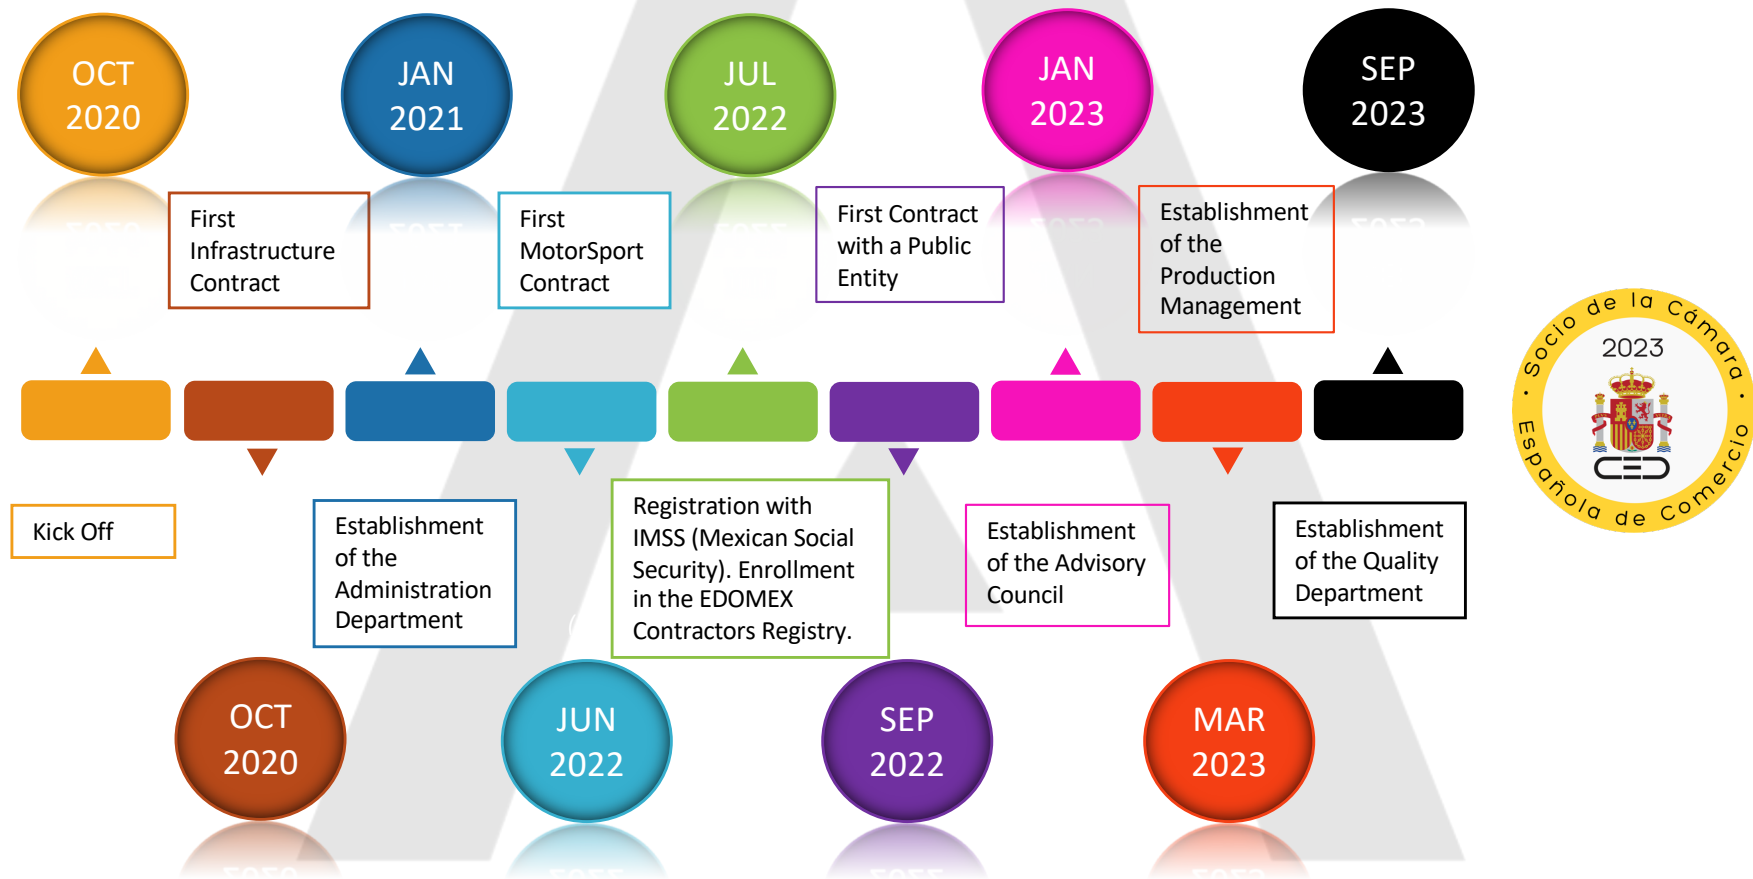 OCT
2020
JAN
2021
JUL
2022
JAN
2023
SEP
2023
First
Infrastructure
Contract
First
MotorSport
Contract
First Contract
with a Public
Entity
Establishment
of the
Production
Management
Kick Off
Establishment
of the
Administration
Department
Registration with
IMSS (Mexican Social
Security). Enrollment
in the EDOMEX
Contractors Registry.
Establishment
of the Advisory
Council
Establishment
of the Quality
Department
OCT
2020
JUN
2022
SEP
2022
MAR
2023
· Socio de la Cámara ·
Española de Comercio
2023
CEC